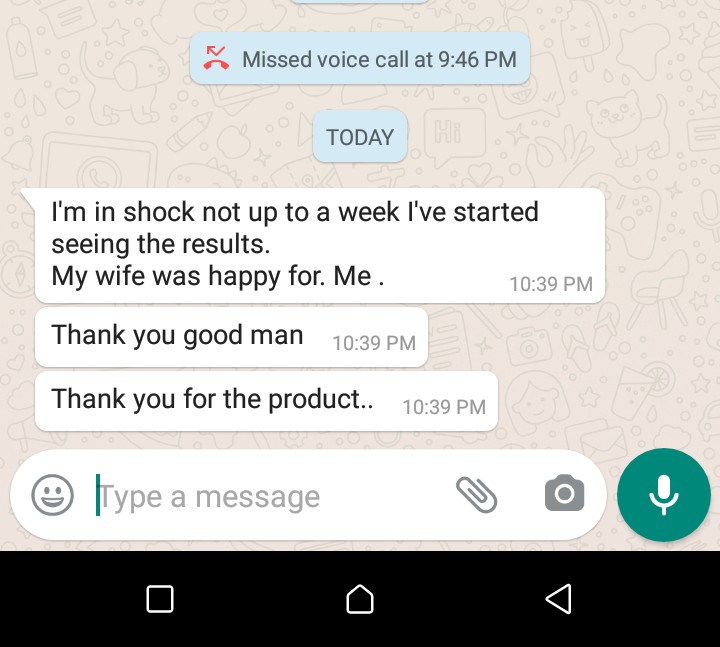 Missed voice call at 9:46 PM
TODAY
Hi
I'm in shock not up to a week I've started
seeing the results.
My wife was happy for. Me .
10:39 PM
Thank you good man
10:39 PM
Thank you for the product..
10:39 PM
Type a message